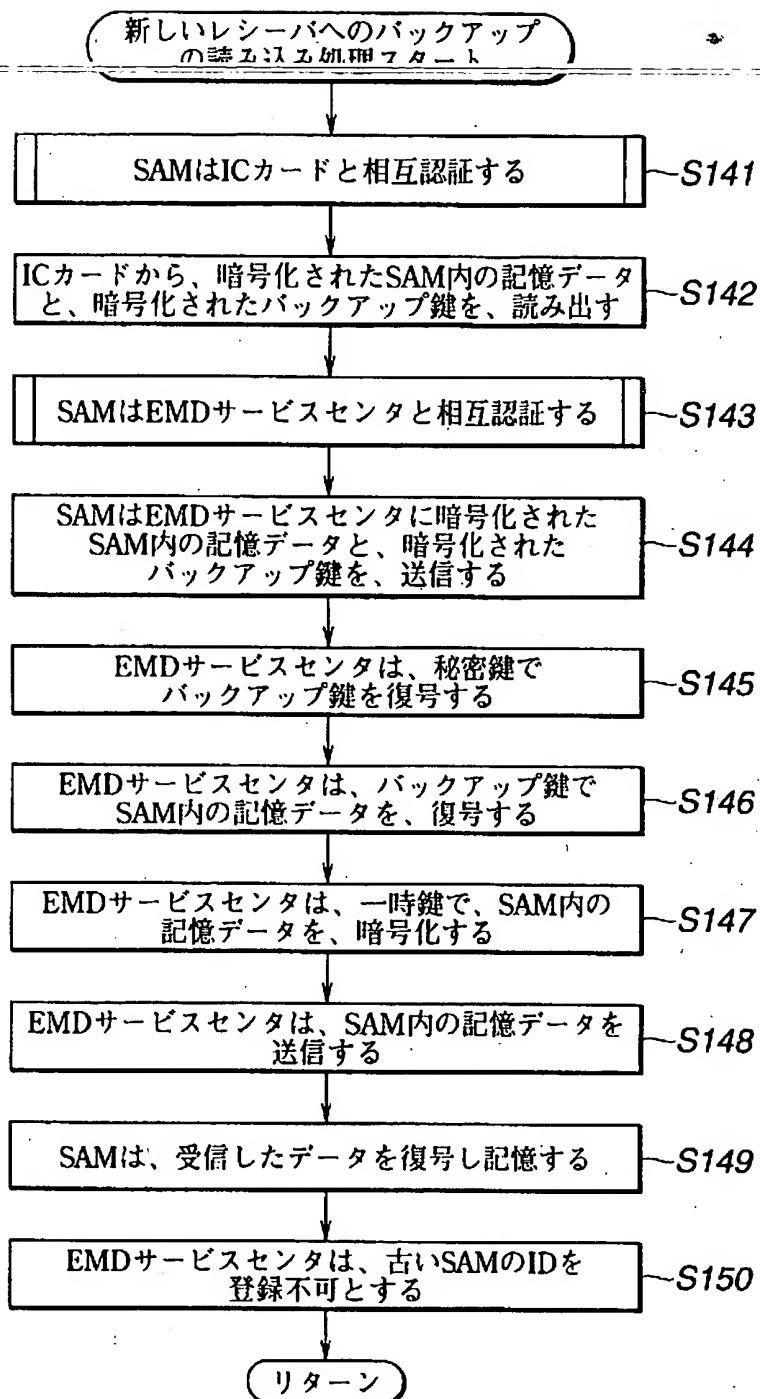 新しいレシーバへのバックアップ
の読み込み処理スタート
SAMはICカードと相互認証する
S141
ICカードから、暗号化されたSAM内の記憶データ
と、暗号化されたバックアップ鍵を、読み出す
S142
SAMはEMDサービスセンタと相互認証する
S143
SAMはEMDサービスセンタに暗号化された
SAM内の記憶データと、暗号化された
バックアップ鍵を、送信する
S144
EMDサービスセンタは、秘密鍵で
バックアップ鍵を復号する
S145
EMDサービスセンタは、バックアップ鍵で
SAM内の記憶データを、復号する
S146
EMDサービスセンタは、一時鍵で、SAM内の
記憶データを、暗号化する
S147
EMDサービスセンタは、SAM内の記憶データを
送信する
S148
SAMは、受信したデータを復号し記憶する
S149
EMDサービスセンタは、古いSAMのIDを
登録不可とする
S150
リターン